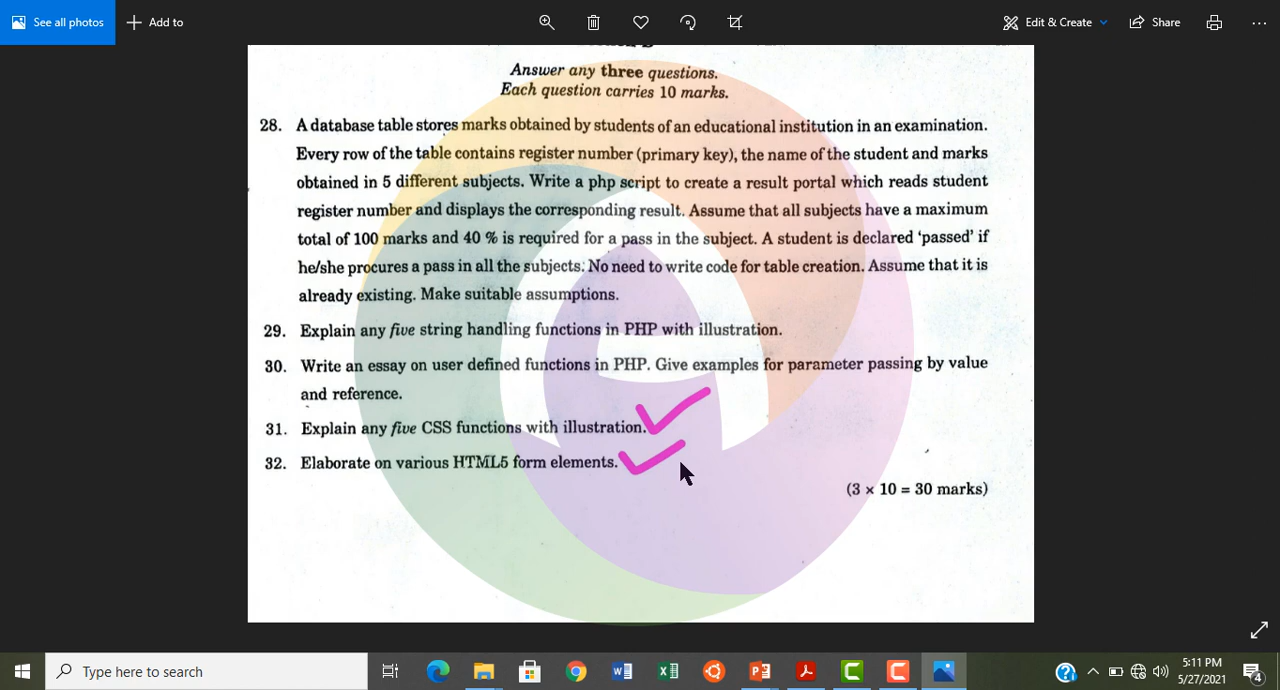 See all photos
Add to
Edit & Create
Share
Answer any three questions.
Each question carries 10 marks.
28. A database table stores marks obtained by students of an educational institution in an examination.
Every row of the table contains register number (primary key), the name of the student and marks
obtained in 5 different subjects. Write a php script to create a result portal which reads student
register number and displays the corresponding result. Assume that all subjects have a maximum
total of 100 marks and 40 % is required for a pass in the subject. A student is declared ‘passed’ if
he/she procures a pass in all the subjects. No need to write code for table creation. Assume that it is
already existing. Make suitable assumptions.
29. Explain any five string handling functions in PHP with illustration.
30. Write an essay on user defined functions in PHP. Give examples for parameter passing by value
and reference.
31. Explain any five CSS functions with illustration.
32. Elaborate on various HTML5 form elements.
(3 × 10 = 30 marks)
Type here to search
5:11 PM
5/27/2021
4